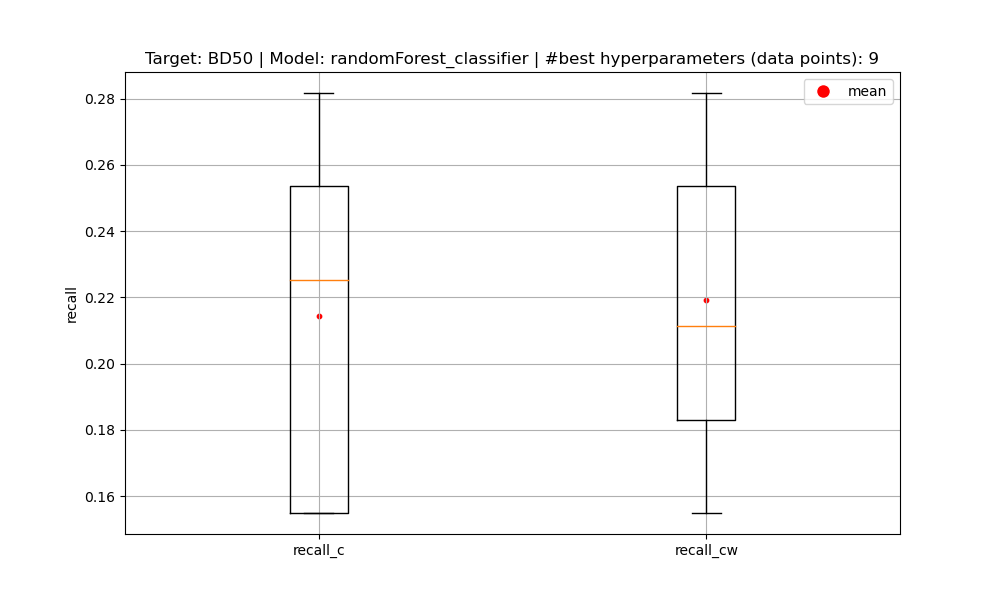 Target: BD50 | Model: randomForest_classifier | #best hyperparameters (data points): 9
mean
0.28
0.26
0.24
0.22
0.20
0.18
0.16
recall
recall_c
recall_cw